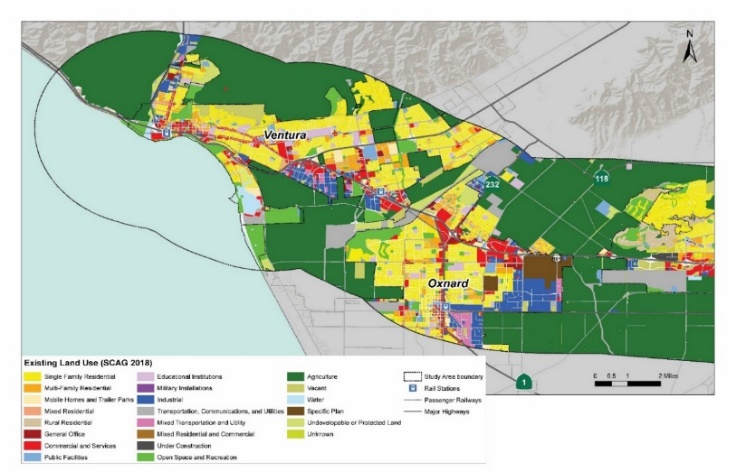 N
Ventura
118
232
Oxnard
1
0 0.5 1 2 Miles
Existing Land Use (SCAG 2018)
Single Family Residential
Multi-Family Residential
Mobile Homes and Trailer Parks
Mixed Residential
Rural Residential
General Office
Commercial and Services
Public Facilities
Educational Institutions
Military Installations
Industrial
Transportation, Communications, and Utilities
Mixed Transportation and Utility
Mixed Residential and Commercial
Under Construction
Open Space and Recreation
Agriculture
Vacant
Water
Specific Plan
Undevelopable or Protected Land
Unknown
Study Area boundary
Rail Stations
Passenger Railways
Major Highways